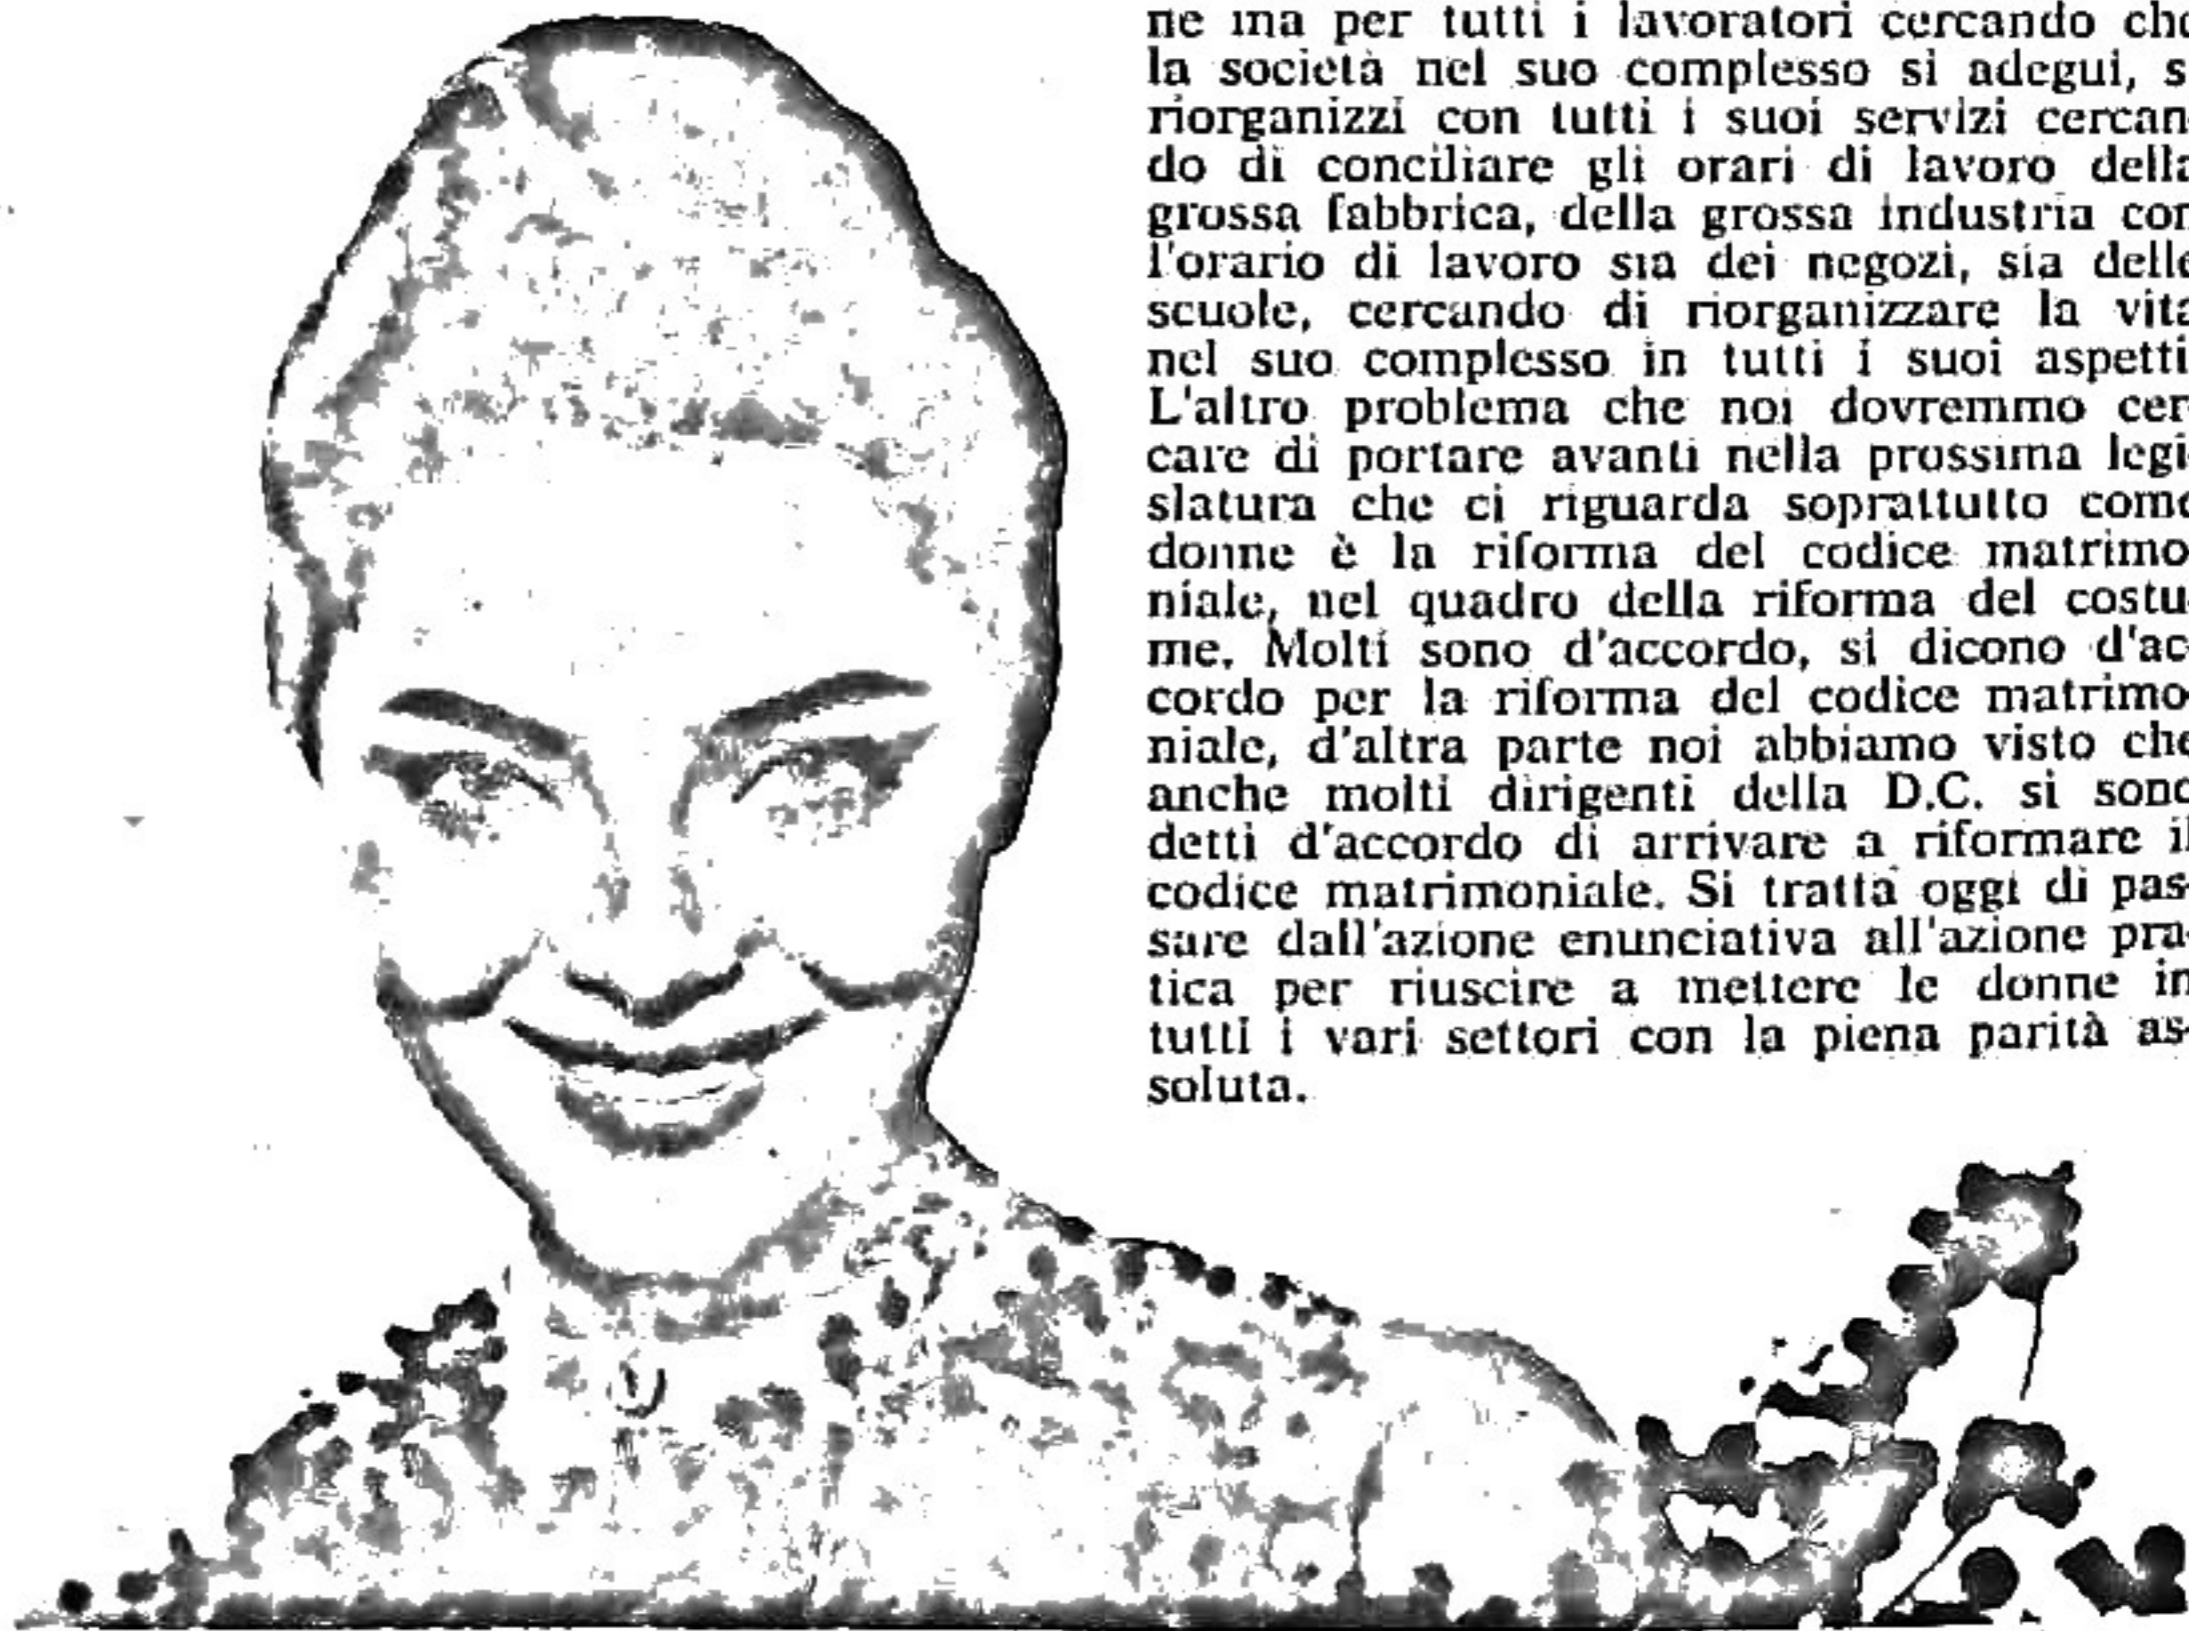 ne ma per tutti i lavoratori cercando che
la società nel suo complesso si adegui, s
riorganizzi con tutti i suoi servizi cercan-
do di conciliare gli orari di lavoro della
grossa fabbrica, della grossa industria con
l'orario di lavoro sia dei negozi, sia delle
scuole, cercando di riorganizzare la vita
nel suo complesso in tutti i suoi aspetti
L'altro problema che noi dovremmo cer-
care di portare avanti nella prossima legi-
slatura che ci riguarda soprattutto come
donne è la riforma del codice matrimo-
niale, nel quadro della riforma del costu-
me. Molti sono d'accordo, si dicono d'ac-
cordo per la riforma del codice matrimo-
niale, d'altra parte noi abbiamo visto che
anche molti dirigenti della D.C. si sono
detti d'accordo di arrivare a riformare il
codice matrimoniale. Si tratta oggi di pas-
sare dall'azione enunciativa all'azione pra-
tica per riuscire a mettere le donne in
tutti i vari settori con la piena parità as-
soluta.